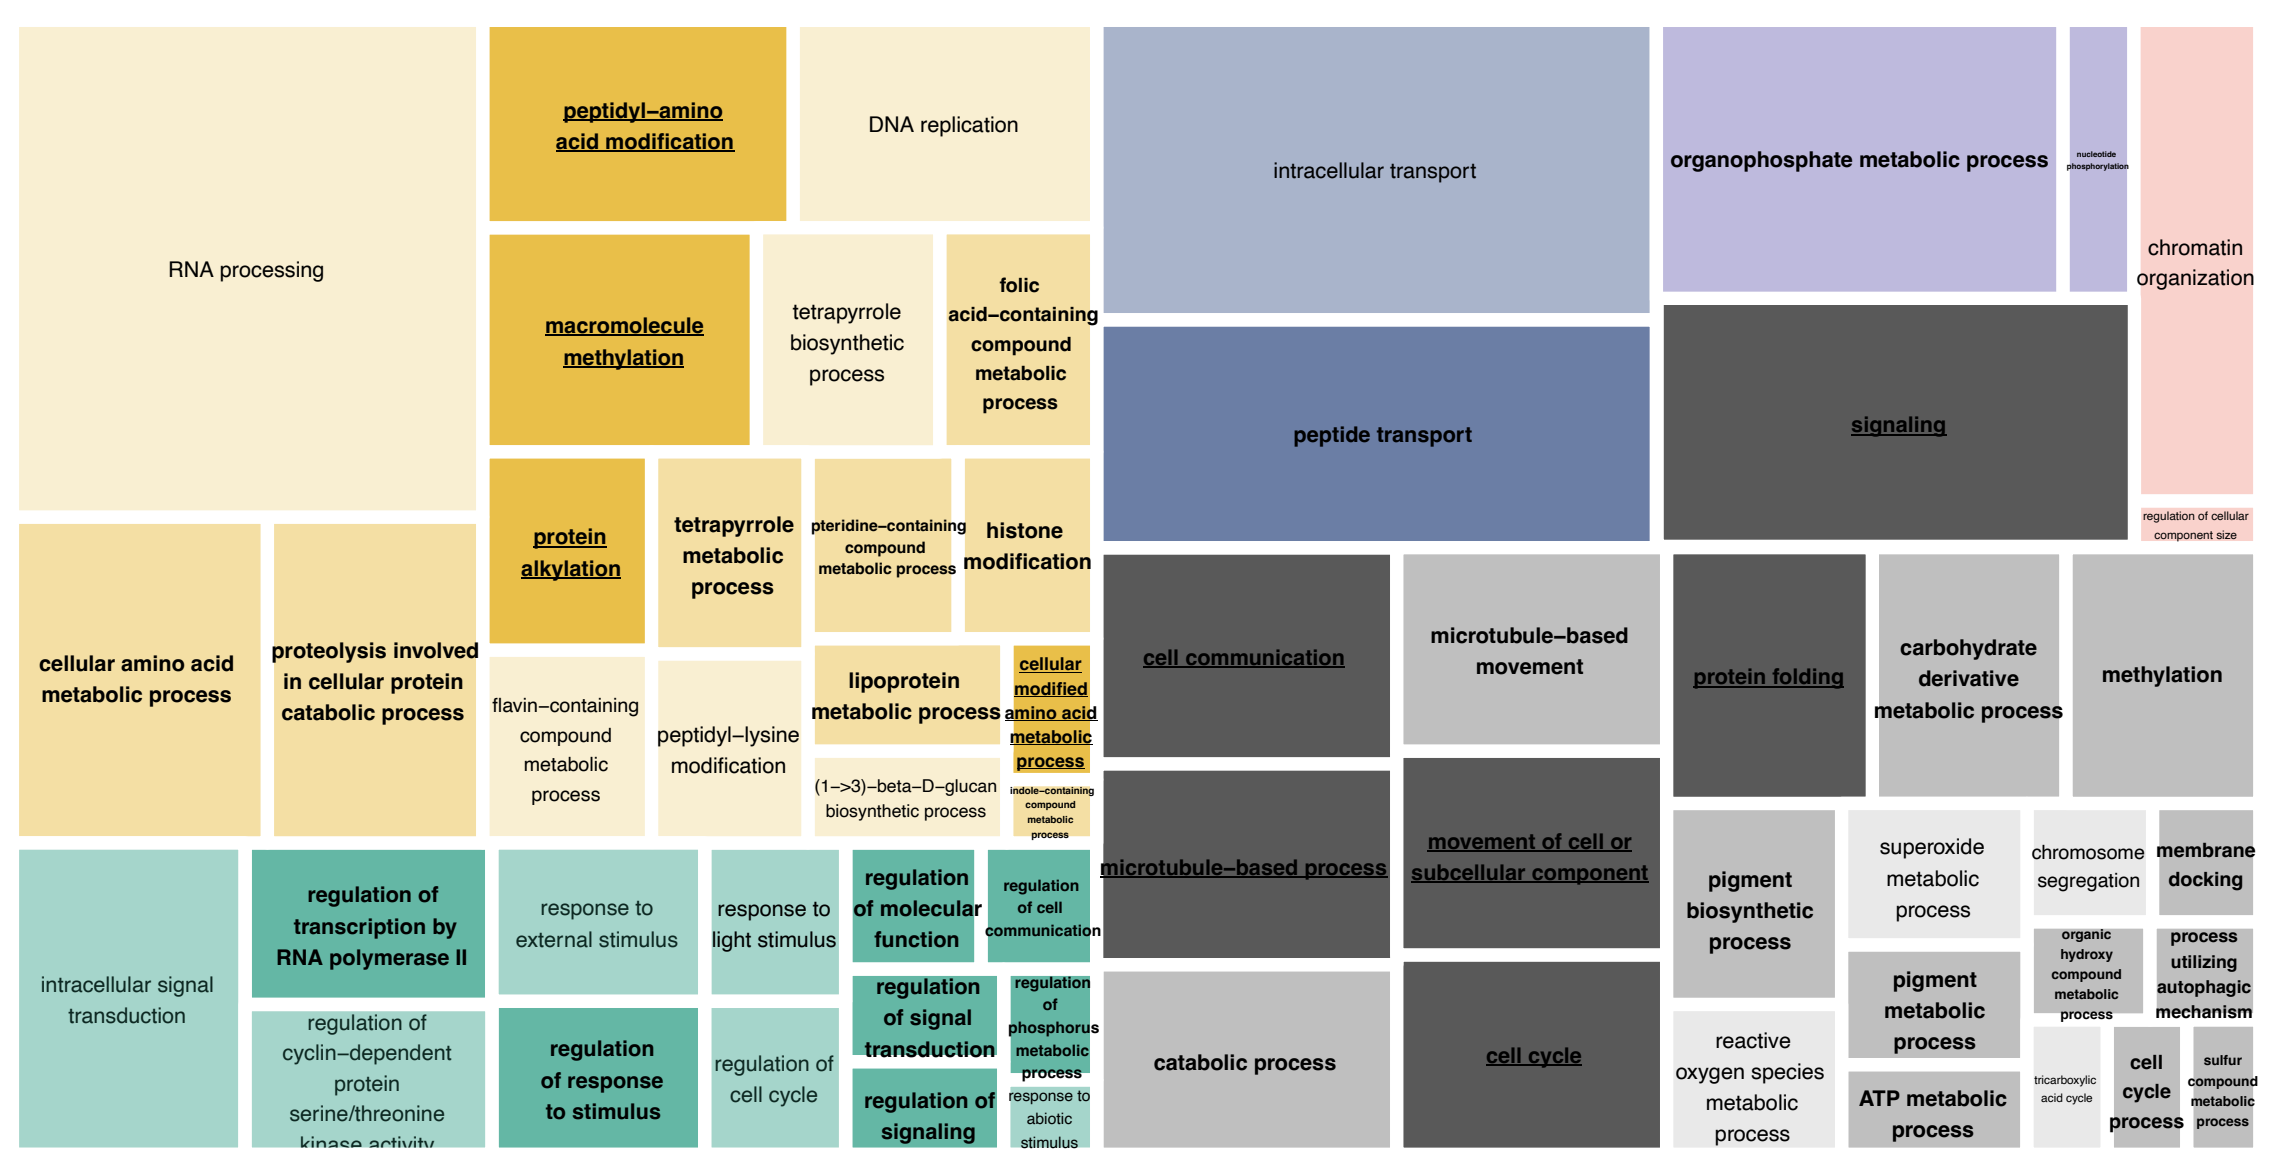 RNA processing
peptidyl−amino
acid modification
DNA replication
macromolecule
methylation
tetrapyrrole
biosynthetic
process
folic
acid−containing
compound
metabolic
process
cellular amino acid
metabolic process
proteolysis involved
in cellular protein
catabolic process
protein
alkylation
tetrapyrrole
metabolic
process
pteridine−containing
compound
metabolic process
histone
modification
flavin−containing
compound
metabolic
process
peptidyl−lysine
modification
lipoprotein
metabolic process
cellular
modified
amino acid
metabolic
process
(1−>3)−beta−D−glucan
biosynthetic process
indole−containing
compound
metabolic
process
intracellular signal
transduction
regulation of
transcription by
RNA polymerase II
regulation of
cyclin−dependent
protein
serine/threonine
kinase activity
response to
external stimulus
response to
light stimulus
regulation
of response
to stimulus
regulation of
cell cycle
regulation
of molecular
function
regulation
of cell
communication
regulation
of signal
transduction
regulation
of
phosphorus
metabolic
process
regulation of
signaling
response to
abiotic
stimulus
intracellular transport
peptide transport
organophosphate metabolic process
nucleotide
phosphorylation
chromatin
organization
signaling
regulation of cellular
component size
cell communication
microtubule−based
movement
microtubule−based process
movement of cell or
subcellular component
catabolic process
cell cycle
protein folding
carbohydrate
derivative
metabolic process
methylation
pigment
biosynthetic
process
superoxide
metabolic
process
chromosome
segregation
membrane
docking
reactive
oxygen species
metabolic
process
pigment
metabolic
process
organic
hydroxy
compound
metabolic
process
process
utilizing
autophagic
mechanism
ATP metabolic
process
tricarboxylic
acid cycle
cell
cycle
process
sulfur
compound
metabolic
process